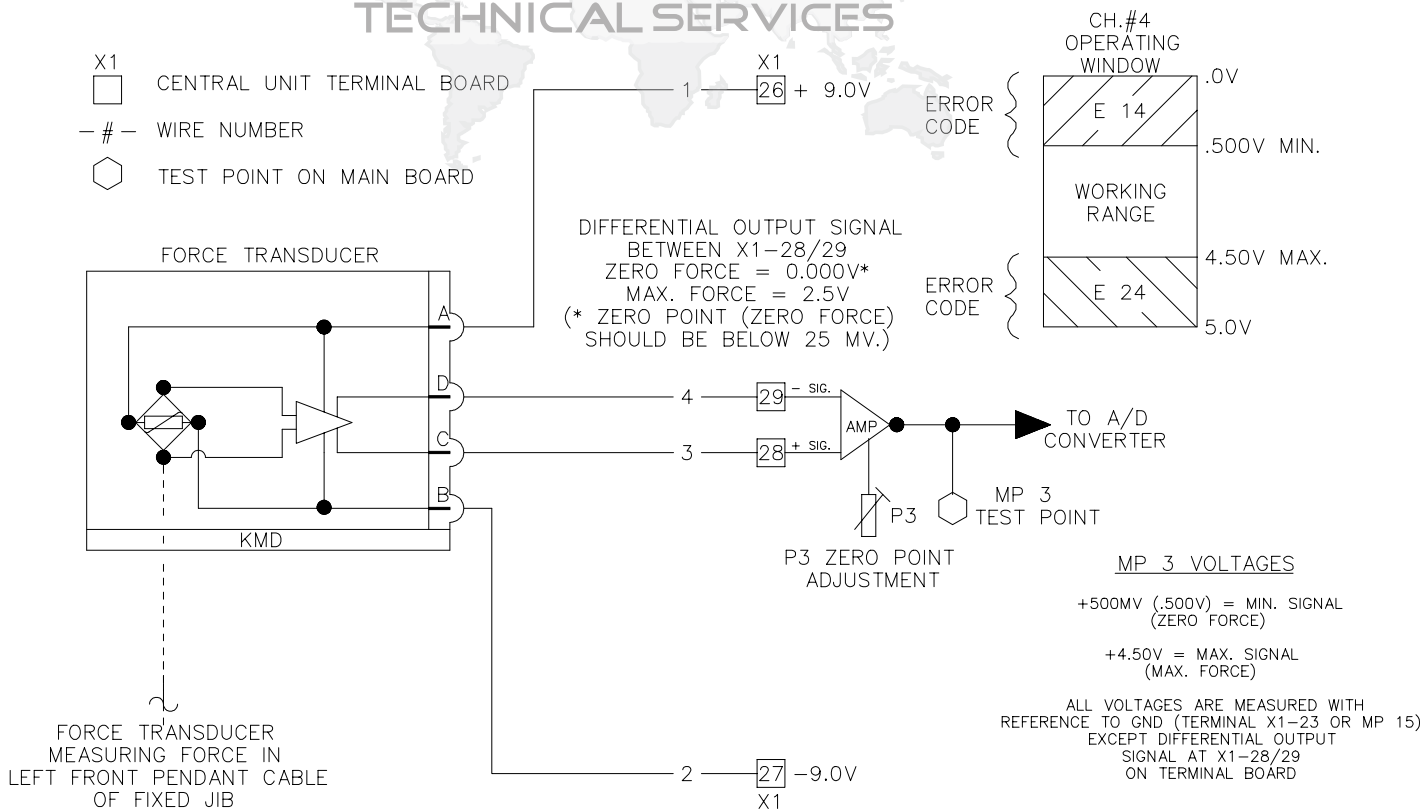 TECHNICAL SERVICES
X1
CENTRAL UNIT TERMINAL BOARD
-#- WIRE NUMBER
TEST POINT ON MAIN BOARD
1
X1
26 + 9.0V
CH.#4
OPERATING
WINDOW
ERROR
CODE
E 14
.0V
.500V MIN.
WORKING
RANGE
4.50V MAX.
ERROR
CODE
E 24
5.0V
DIFFERENTIAL OUTPUT SIGNAL
BETWEEN X1-28/29
ZERO FORCE = 0.000V*
MAX. FORCE = 2.5V
(* ZERO POINT (ZERO FORCE)
SHOULD BE BELOW 25 MV.)
FORCE TRANSDUCER
A
D
C
B
KMD
4
29 - SIG.
3
28 + SIG.
AMP
TO A/D
CONVERTER
P3
MP 3
TEST POINT
P3 ZERO POINT
ADJUSTMENT
MP 3 VOLTAGES
+500MV (.500V) = MIN. SIGNAL
(ZERO FORCE)
+4.50V = MAX. SIGNAL
(MAX. FORCE)
ALL VOLTAGES ARE MEASURED WITH
REFERENCE TO GND (TERMINAL X1-23 OR MP 15)
EXCEPT DIFFERENTIAL OUTPUT
SIGNAL AT X1-28/29
ON TERMINAL BOARD
FORCE TRANSDUCER
MEASURING FORCE IN
LEFT FRONT PENDANT CABLE
OF FIXED JIB
2
27 -9.0V
X1